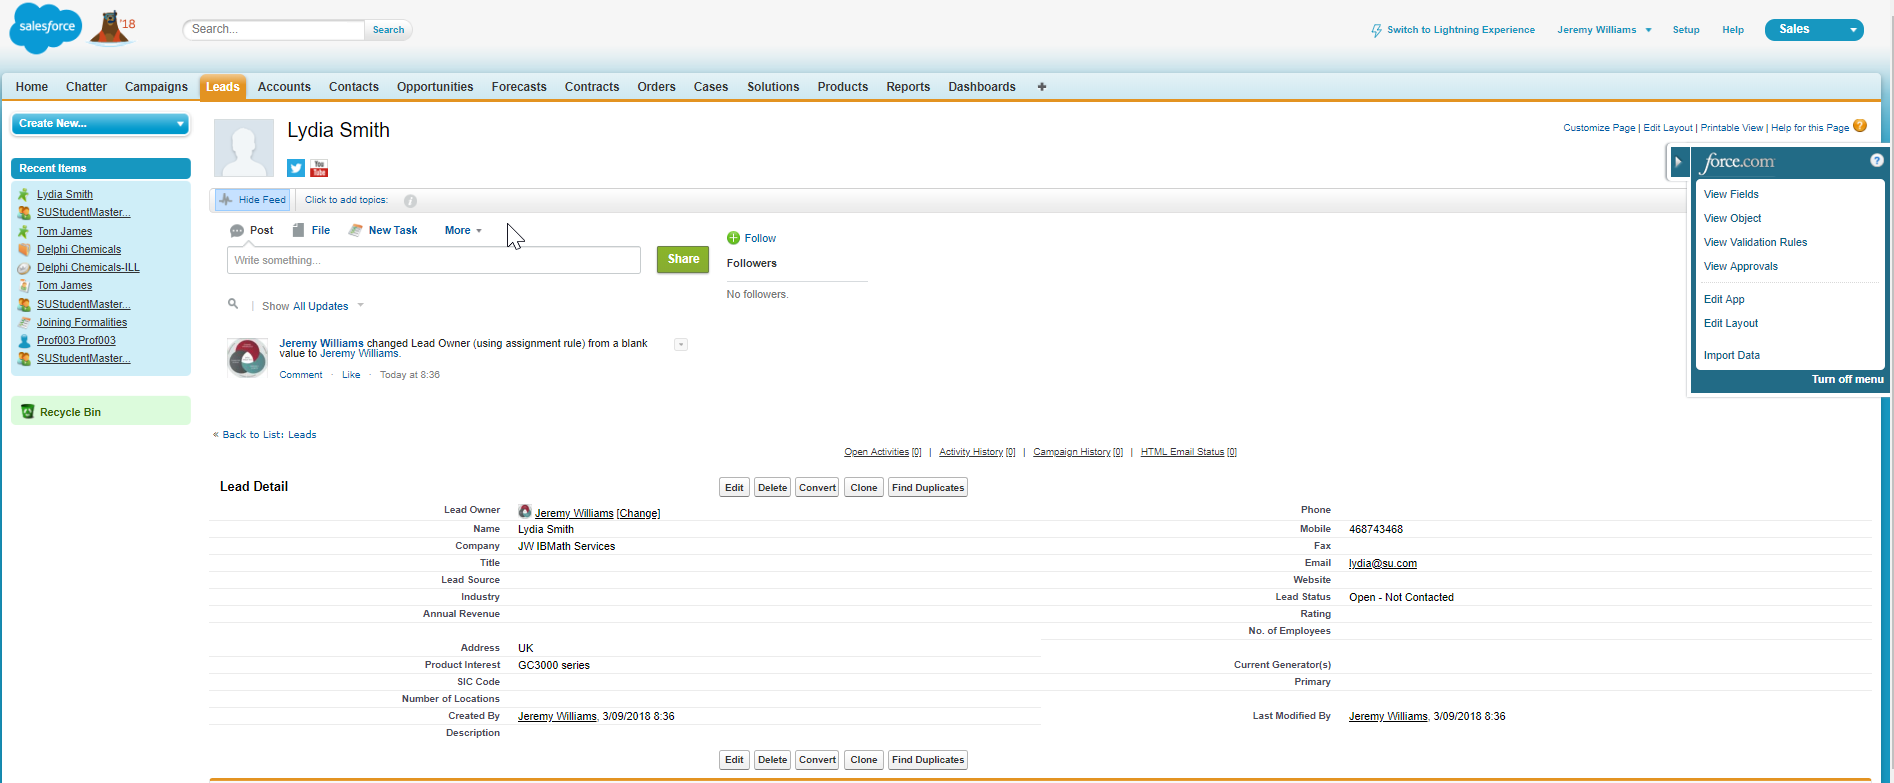 salesforce
'18
Search...
Search
Switch to Lightning Experience
Jeremy Williams
Setup
Help
Sales
Home
Chatter
Campaigns
Leads
Accounts
Contacts
Opportunities
Forecasts
Contracts
Orders
Cases
Solutions
Products
Reports
Dashboards
+
Create New...
Recent Items
Lydia Smith
SUStudentMaster...
Tom James
Delphi Chemicals
Delphi Chemicals-ILL
Tom James
SUStudentMaster...
Joining Formalities
Prof003 Prof003
SUStudentMaster...
Recycle Bin
Lydia Smith
You
Tube
Customize Page | Edit Layout | Printable View | Help for this Page ?
Hide Feed
Click to add topics: i
Post
File
New Task
More
Write something...
Share
Follow
Followers
No followers.
| Show All Updates
Jeremy Williams changed Lead Owner (using assignment rule) from a blank
value to Jeremy Williams.
Comment · Like · Today at 8:36
force.com
?
View Fields
View Object
View Validation Rules
View Approvals
Edit App
Edit Layout
Import Data
Turn off menu
« Back to List: Leads
Open Activities [0] | Activity History [0] | Campaign History [0] | HTML Email Status [0]
Lead Detail
Edit
Delete
Convert
Clone
Find Duplicates
Lead Owner Jeremy Williams [Change]
Phone
Name Lydia Smith
Mobile 468743468
Company JW IBMath Services
Fax
Title
Email lydia@su.com
Lead Source
Website
Industry
Lead Status Open - Not Contacted
Annual Revenue
Rating
No. of Employees
Address UK
Product Interest GC3000 series
Current Generator(s)
SIC Code
Primary
Number of Locations
Created By Jeremy Williams, 3/09/2018 8:36
Last Modified By Jeremy Williams, 3/09/2018 8:36
Description
Edit
Delete
Convert
Clone
Find Duplicates